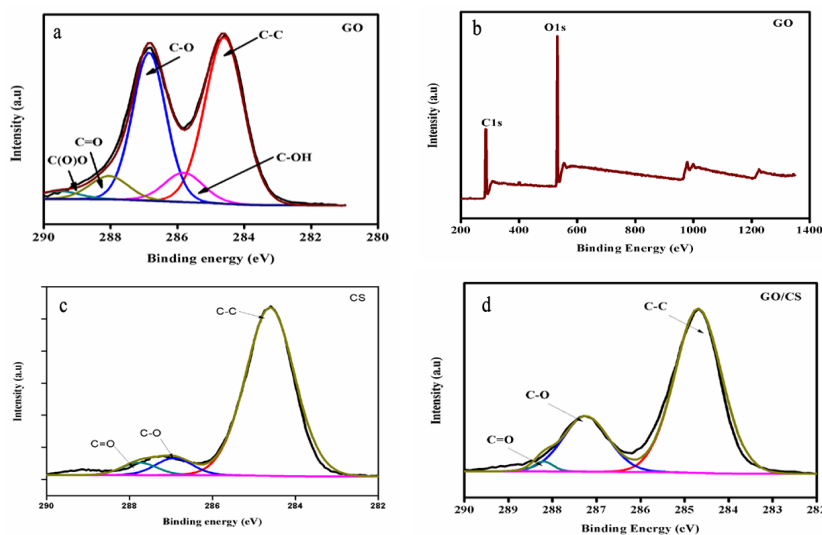 a
GO
C-O
C-C
C=O
C(O)O
C-OH
Intensity (a.u)
290 288 286 284 282 280
Binding energy (eV)
b
GO
O1s
C1s
Intensity (a.u)
200 400 600 800 1000 1200 1400
Binding Energy (eV)
c
CS
C-C
C-O
C=O
Intensity (a.u)
290 288 286 284 282
Binding energy (eV)
d
GO/CS
C-C
C-O
C=O
Intensity (a.u)
290 289 288 287 286 285 284 283 282
Binding Energy (eV)